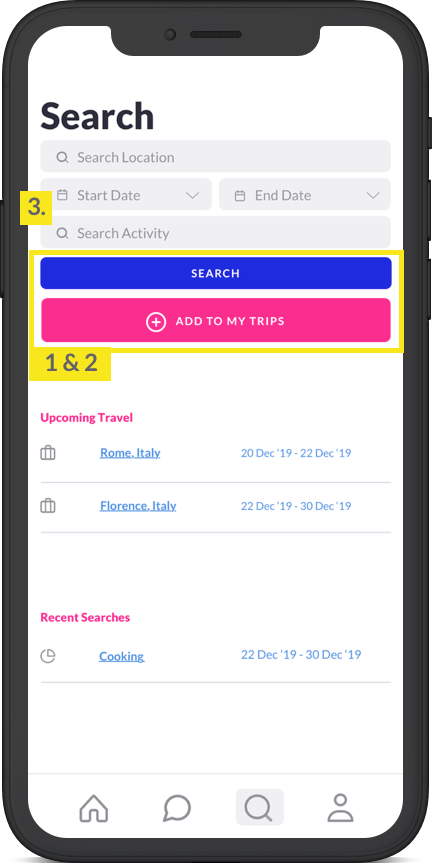 Search
Search Location
3.
Start Date
End Date
Search Activity
SEARCH
ADD TO MY TRIPS
1 & 2
Upcoming Travel
Rome, Italy 20 Dec '19 - 22 Dec '19
Florence, Italy 22 Dec '19 - 30 Dec '19
Recent Searches
Cooking 22 Dec '19 - 30 Dec '19